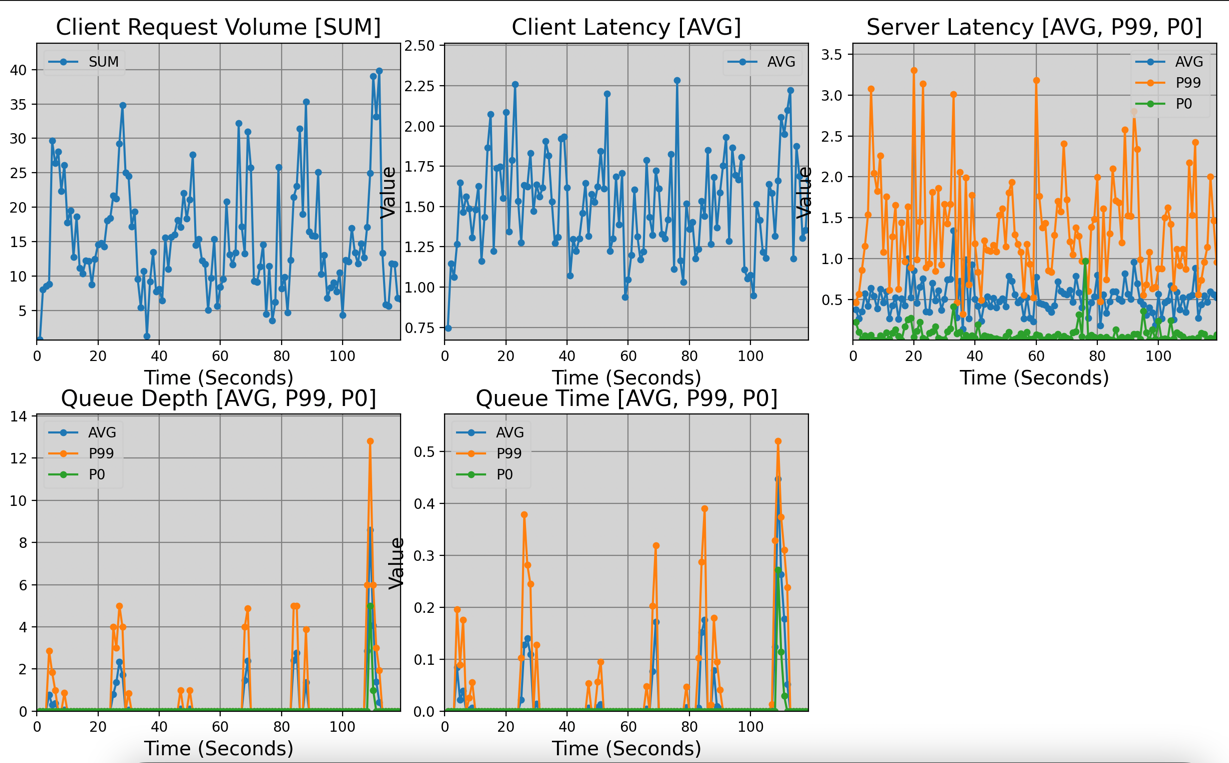 Client Request Volume [SUM]
SUM
40
35
30
25
20
15
10
5
0 20 40 60 80 100
Time (Seconds)
Client Latency [AVG]
AVG
Value
2.50
2.25
2.00
1.75
1.50
1.25
1.00
0.75
0 20 40 60 80 100
Time (Seconds)
Server Latency [AVG, P99, P0]
AVG
P99
P0
Value
3.5
3.0
2.5
2.0
1.5
1.0
0.5
0 20 40 60 80 100
Time (Seconds)
Queue Depth [AVG, P99, P0]
AVG
P99
P0
14
12
10
8
6
4
2
0
0 20 40 60 80 100
Time (Seconds)
Queue Time [AVG, P99, P0]
AVG
P99
P0
Value
0.5
0.4
0.3
0.2
0.1
0.0
0 20 40 60 80 100
Time (Seconds)